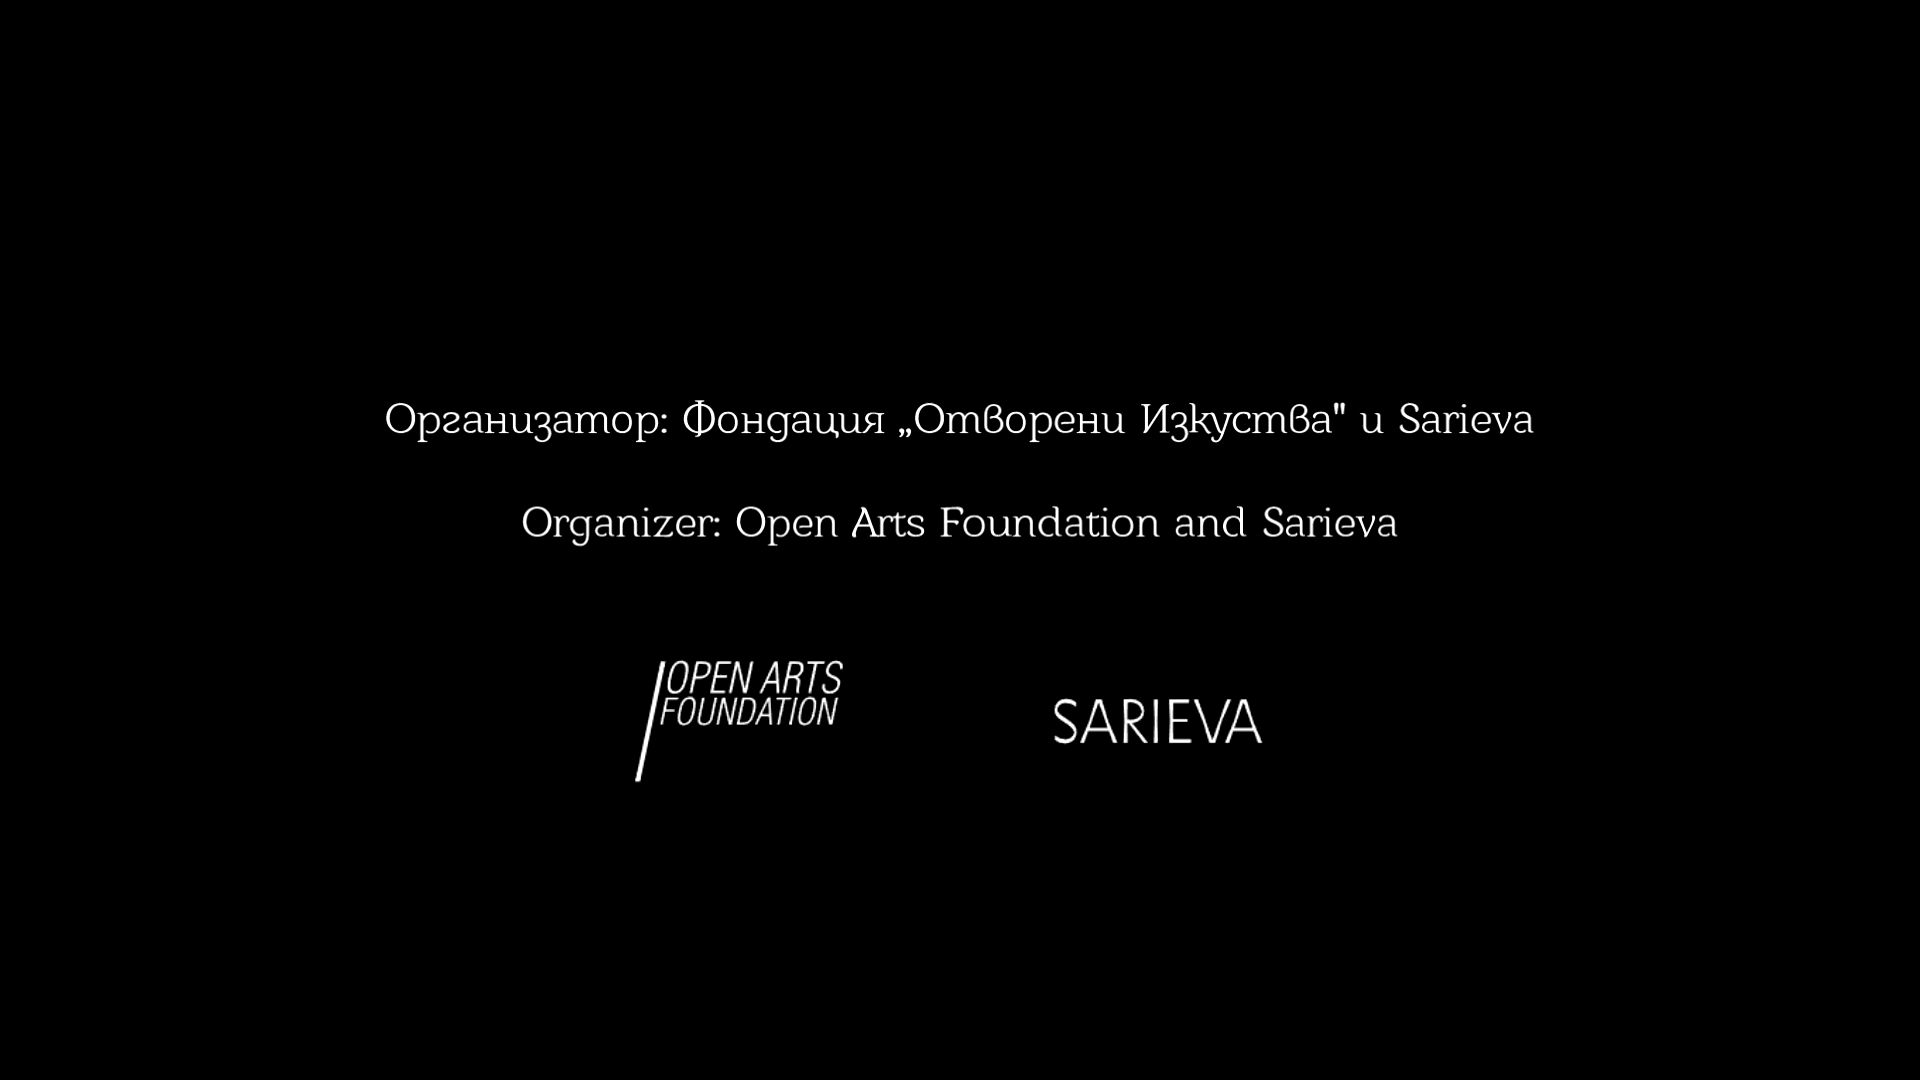 Организатор: Фондация „Отворени Изкуства" и Sarieva
Organizer: Open Arts Foundation and Sarieva
OPEN ARTS
FOUNDATION
SARIEVA